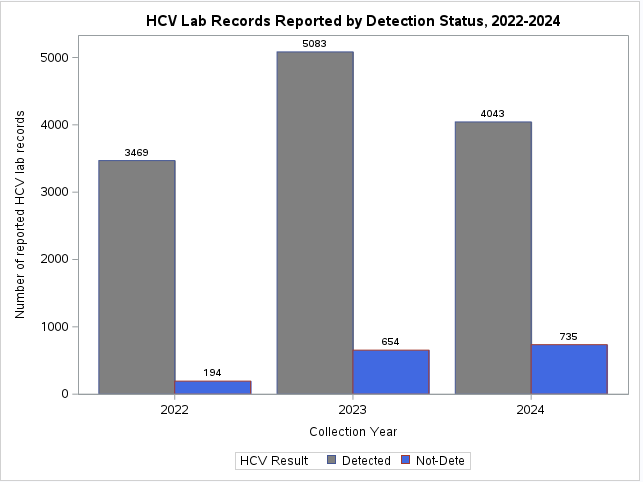 HCV Lab Records Reported by Detection Status, 2022-2024
Number of reported HCV lab records
5000
4000
3000
2000
1000
0
3469
194
5083
654
4043
735
2022
2023
2024
Collection Year
HCV Result
Detected
Not-Dete